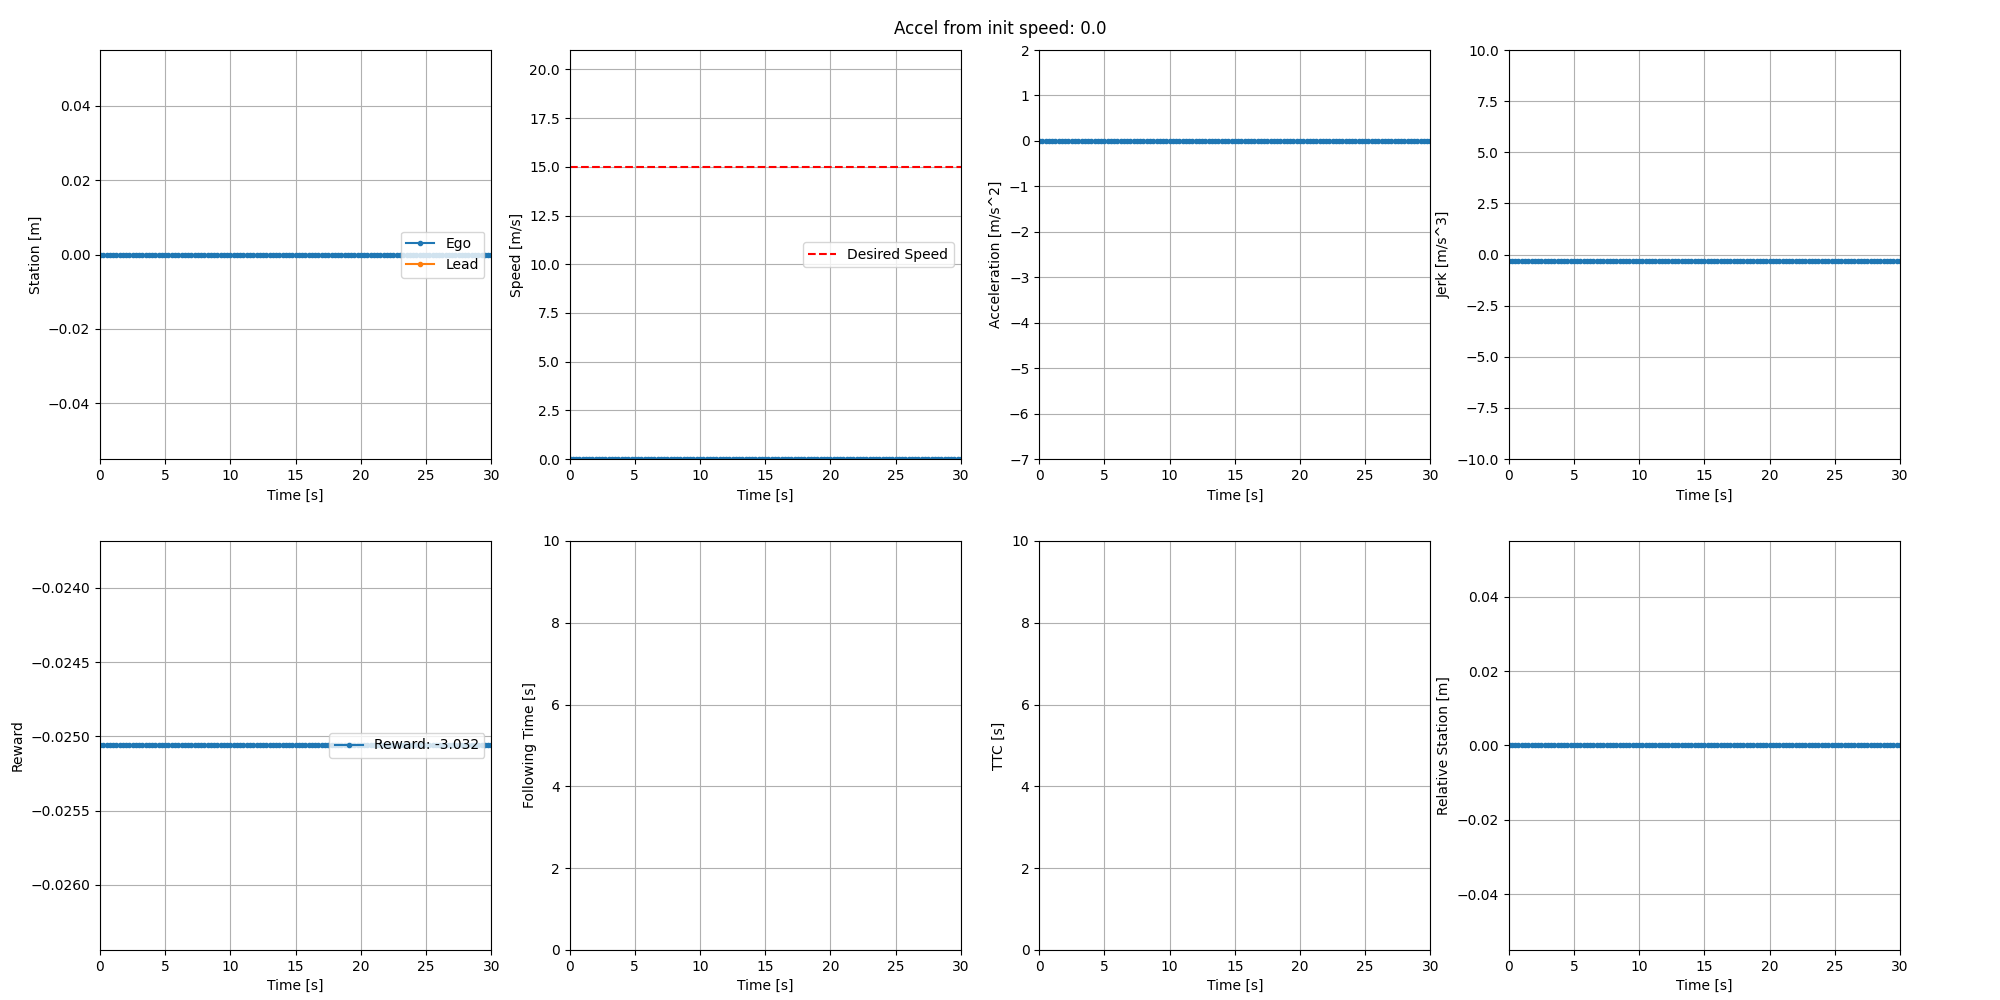 Accel from init speed: 0.0
Station [m]
0.04
0.02
0.00
−0.02
−0.04
0 5 10 15 20 25 30
Time [s]
Ego
Lead
Speed [m/s]
20.0
17.5
15.0
12.5
10.0
7.5
5.0
2.5
0.0
0 5 10 15 20 25 30
Time [s]
Desired Speed
Acceleration [m/s^2]
2
1
0
−1
−2
−3
−4
−5
−6
−7
0 5 10 15 20 25 30
Time [s]
Jerk [m/s^3]
10.0
7.5
5.0
2.5
0.0
−2.5
−5.0
−7.5
−10.0
0 5 10 15 20 25 30
Time [s]
Reward
−0.0240
−0.0245
−0.0250
−0.0255
−0.0260
0 5 10 15 20 25 30
Time [s]
Reward: -3.032
Following Time [s]
10
8
6
4
2
0
0 5 10 15 20 25 30
Time [s]
TTC [s]
10
8
6
4
2
0
0 5 10 15 20 25 30
Time [s]
Relative Station [m]
0.04
0.02
0.00
−0.02
−0.04
0 5 10 15 20 25 30
Time [s]